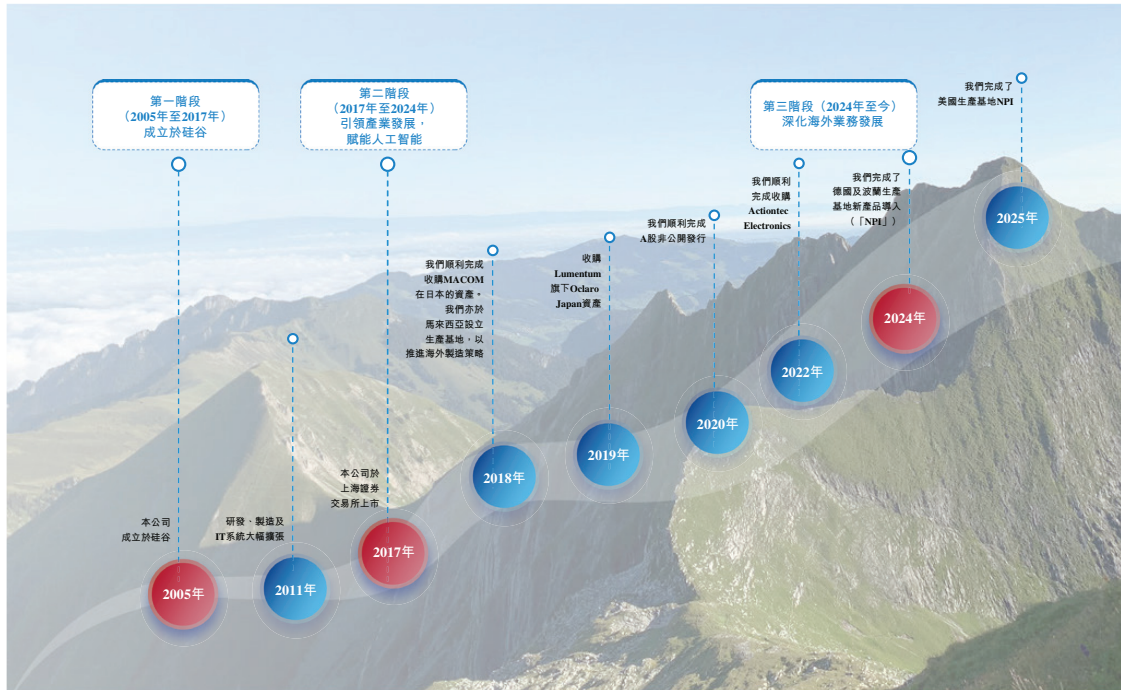 第一階段
（2005年至2017年）
成立於硅谷
第二階段
（2017年至2024年）
引領產業發展，
賦能人工智能
第三階段（2024年至今）
深化海外業務發展
本公司
成立於硅谷
2005年
研發、製造及
IT系統大幅擴張
2011年
本公司於
上海證券
交易所上市
2017年
我們順利完成
收購MACOM
在日本的資產。
我們亦於
馬來西亞設立
生產基地，以
推進海外製造策略
2018年
收購
Lumentum
旗下Oclaro
Japan資產
2019年
我們順利完成
A股非公開發行
2020年
我們順利
完成收購
Actiontec
Electronics
2022年
我們完成了
德國及波蘭生產
基地新產品導入
（「NPI」）
2024年
我們完成了
美國生產基地NPI
2025年